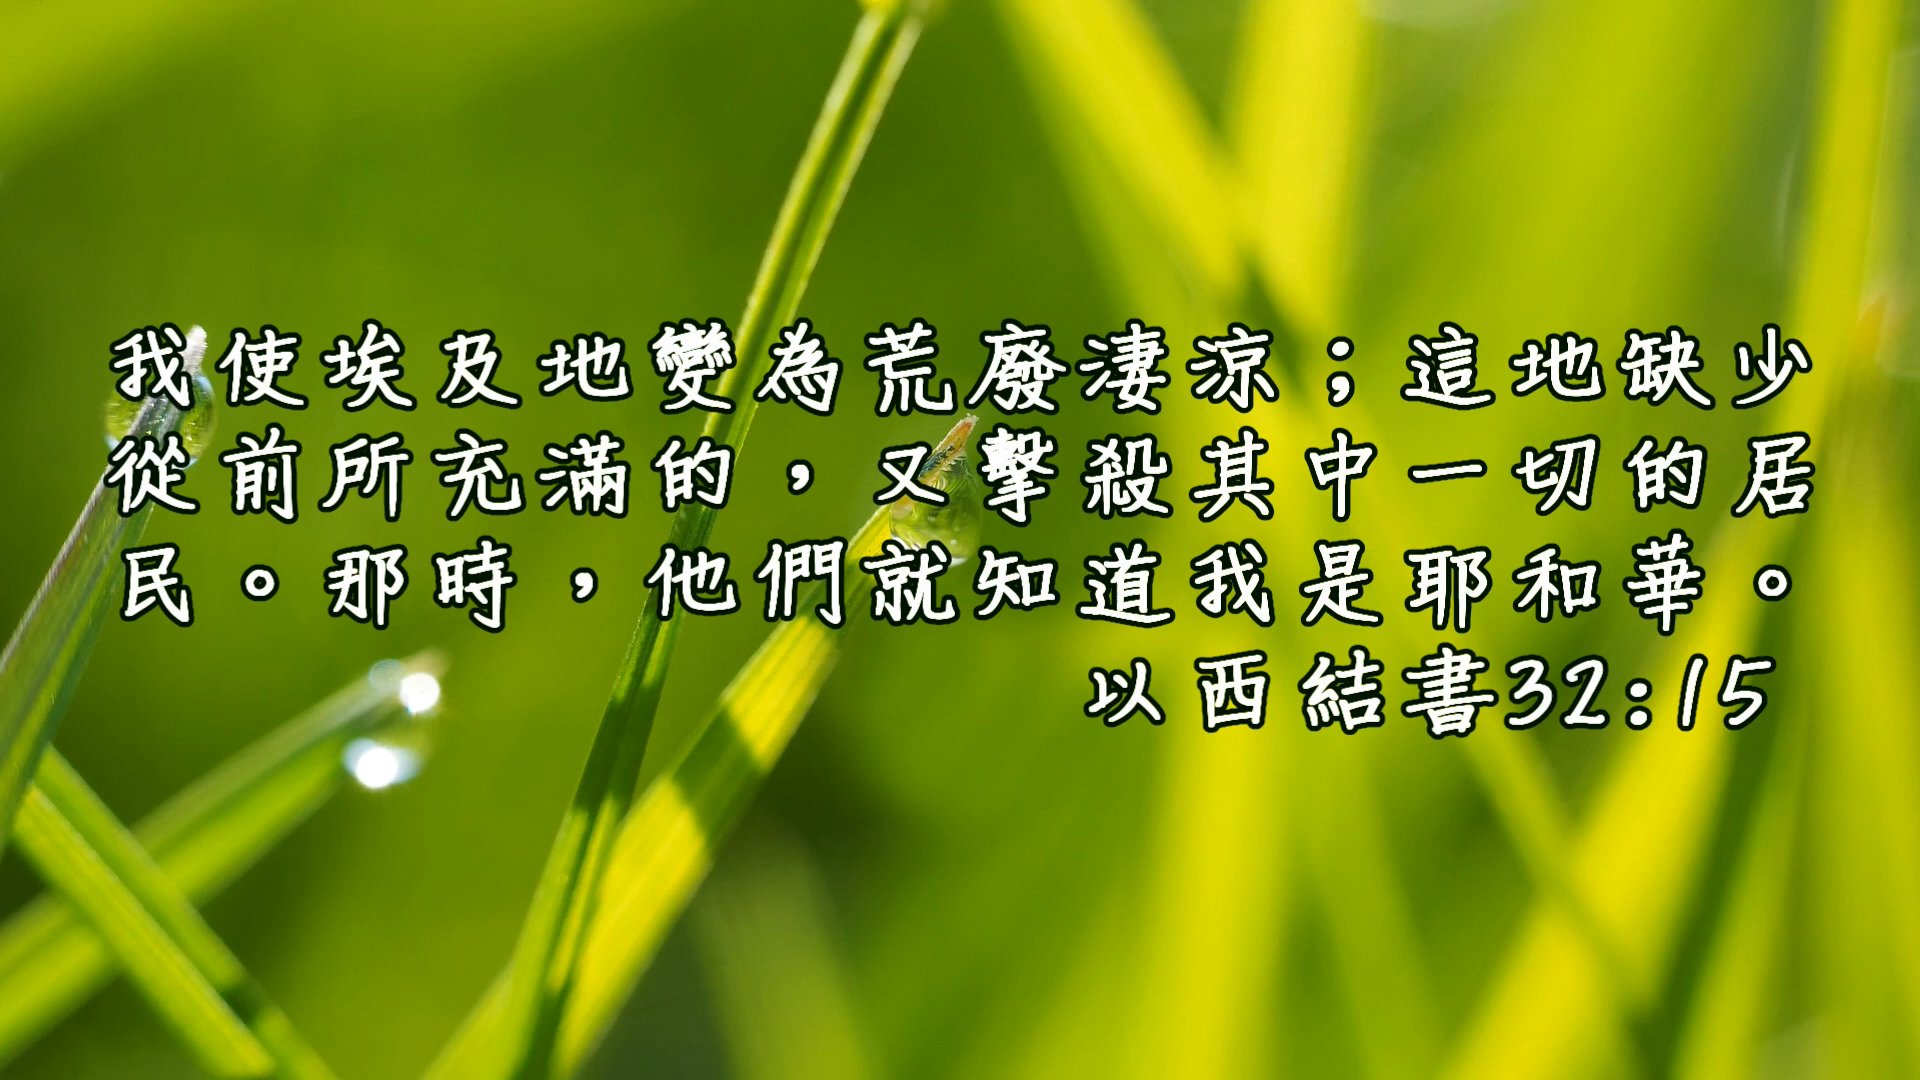 我使埃及地變為荒廢淒涼；這地缺少
從前所充滿的，又擊殺其中一切的居
民。那時，他們就知道我是耶和華。
以西結書32:15